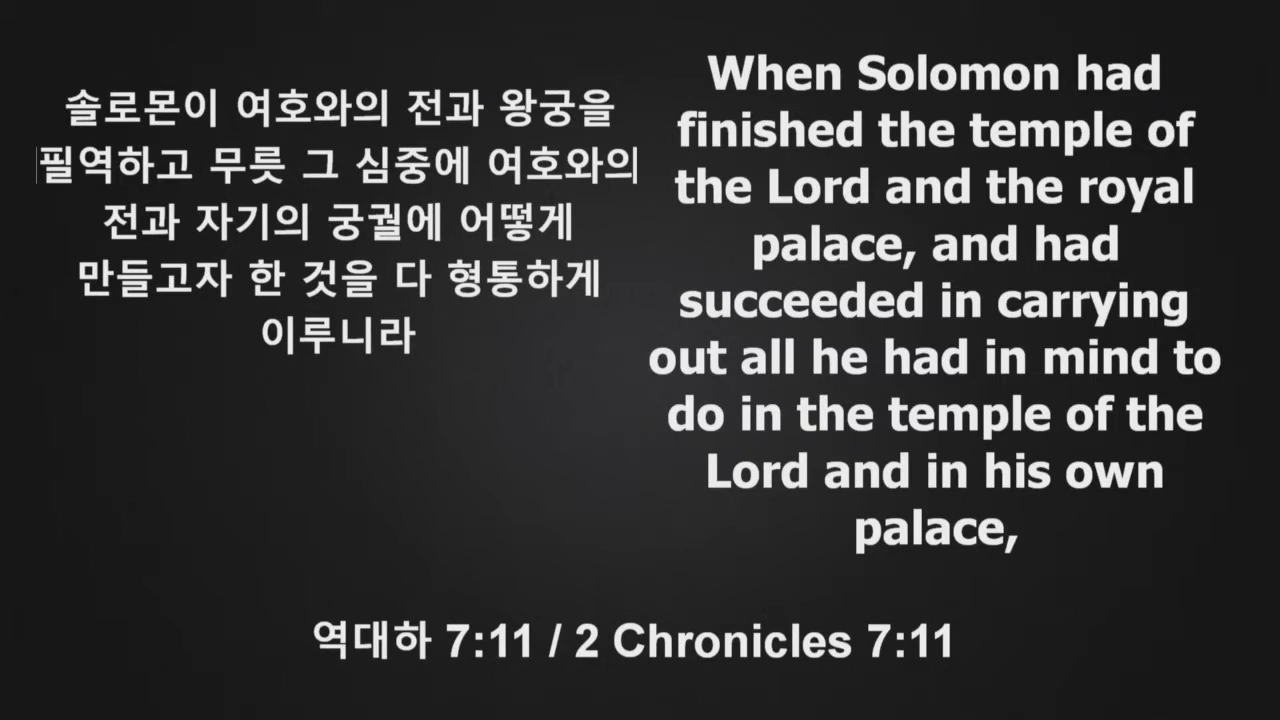 솔로몬이 여호와의 전과 왕궁을
필역하고 무릇 그 심중에 여호와의
전과 자기의 궁궐에 어떻게
만들고자 한 것을 다 형통하게
이루니라
When Solomon had
finished the temple of
the Lord and the royal
palace, and had
succeeded in carrying
out all he had in mind to
do in the temple of the
Lord and in his own
palace,
역대하 7:11 / 2 Chronicles 7:11